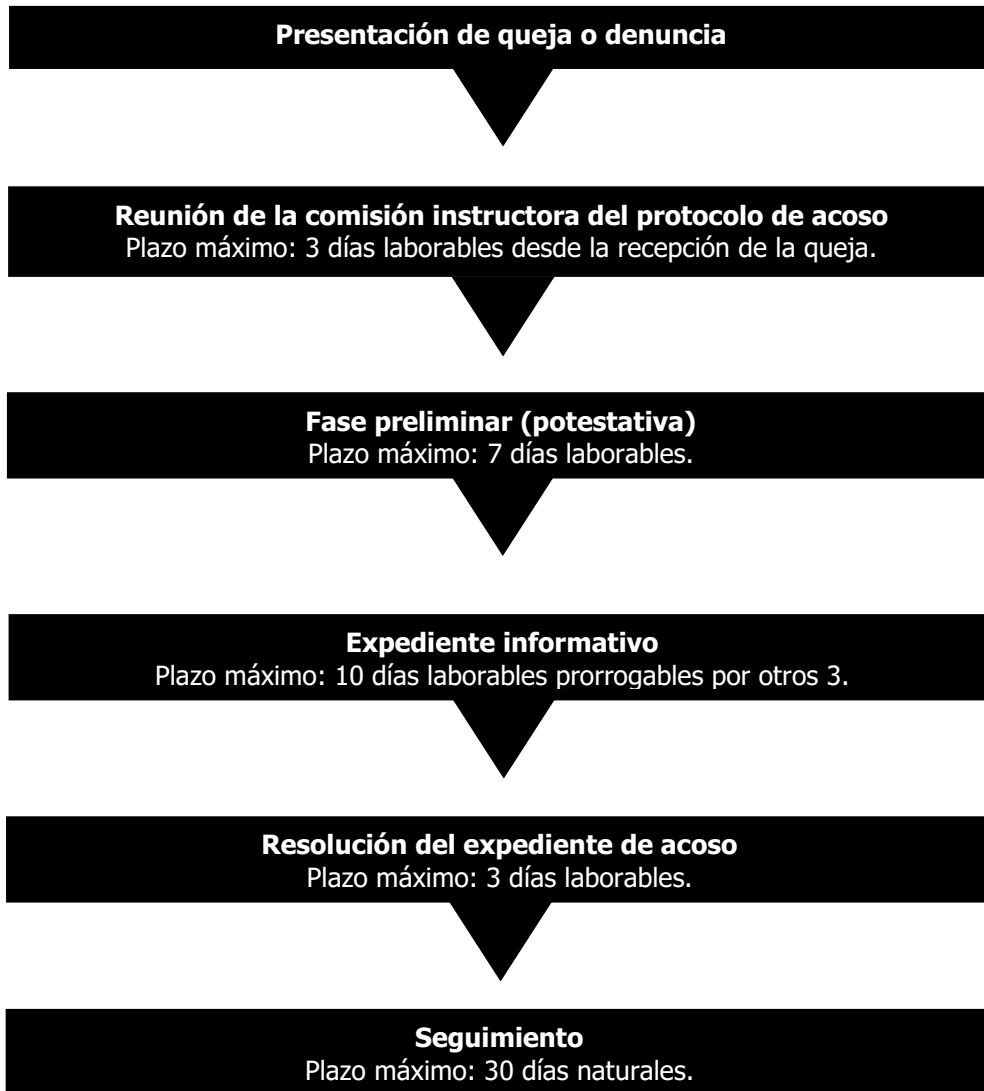 Presentación de queja o denuncia
Reunión de la comisión instructora del protocolo de acoso
Plazo máximo: 3 días laborables desde la recepción de la queja.
Fase preliminar (potestativa)
Plazo máximo: 7 días laborables.
Expediente informativo
Plazo máximo: 10 días laborables prorrogables por otros 3.
Resolución del expediente de acoso
Plazo máximo: 3 días laborables.
Seguimiento
Plazo máximo: 30 días naturales.